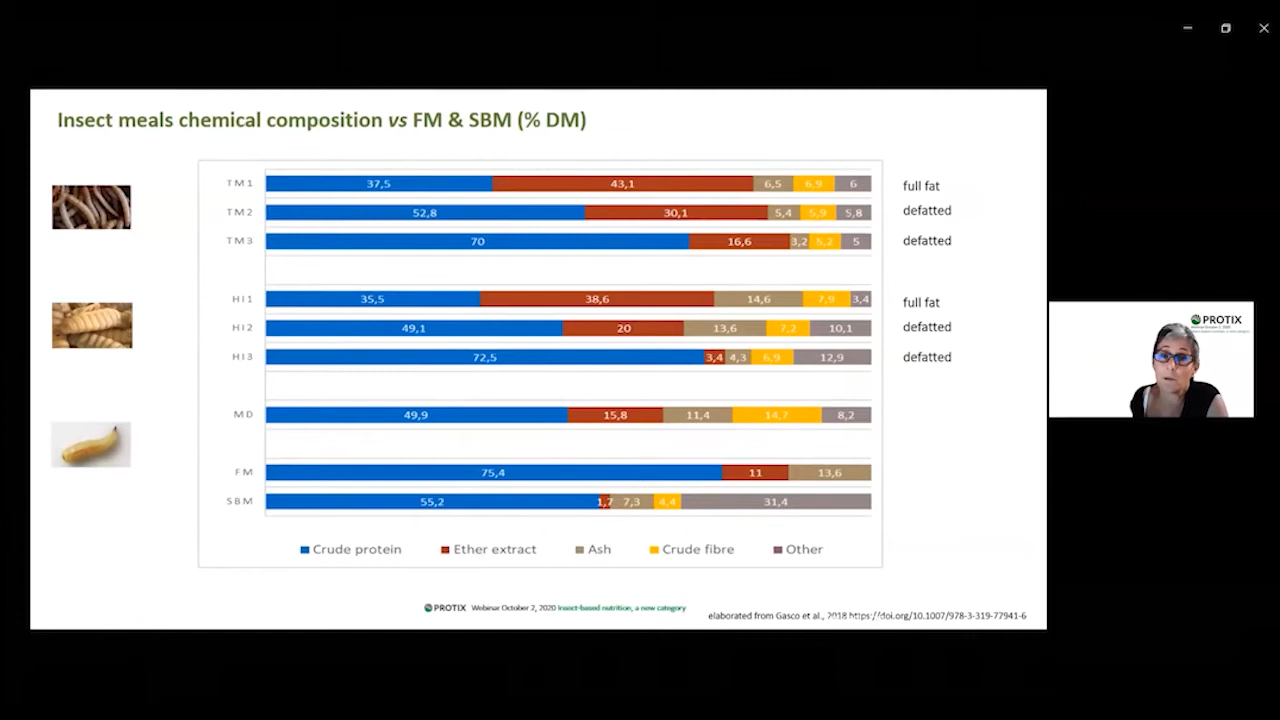 Insect meals chemical composition vs FM & SBM (% DM)
TM1 37,5 43,1 6,5 6,9 6 full fat
TM2 52,8 30,1 5,4 5,9 5,8 defatted
TM3 70 16,6 3,2 5,2 5 defatted
HI1 35,5 38,6 14,6 7,9 3,4 full fat
HI2 49,1 20 13,6 7,2 10,1 defatted
HI3 72,5 3,4 4,3 6,9 12,9 defatted
MD 49,9 15,8 11,4 14,7 8,2
FM 75,4 11 13,6
SBM 55,2 1,7 7,3 4,4 31,4
Crude protein Ether extract Ash Crude fibre Other
PROTIX Webinar October 2, 2020 Insect-based nutrition, a new category
elaborated from Gasco et al., 2018 https://doi.org/10.1007/978-3-319-77941-6
PROTIX